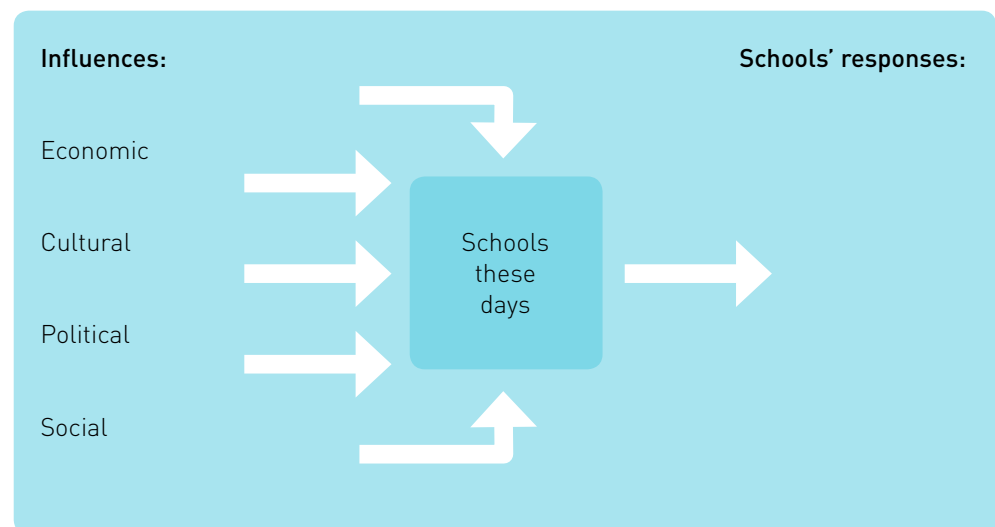 Influences:
Schools’ responses:
Economic
Cultural
Political
Social
Schools
these
days